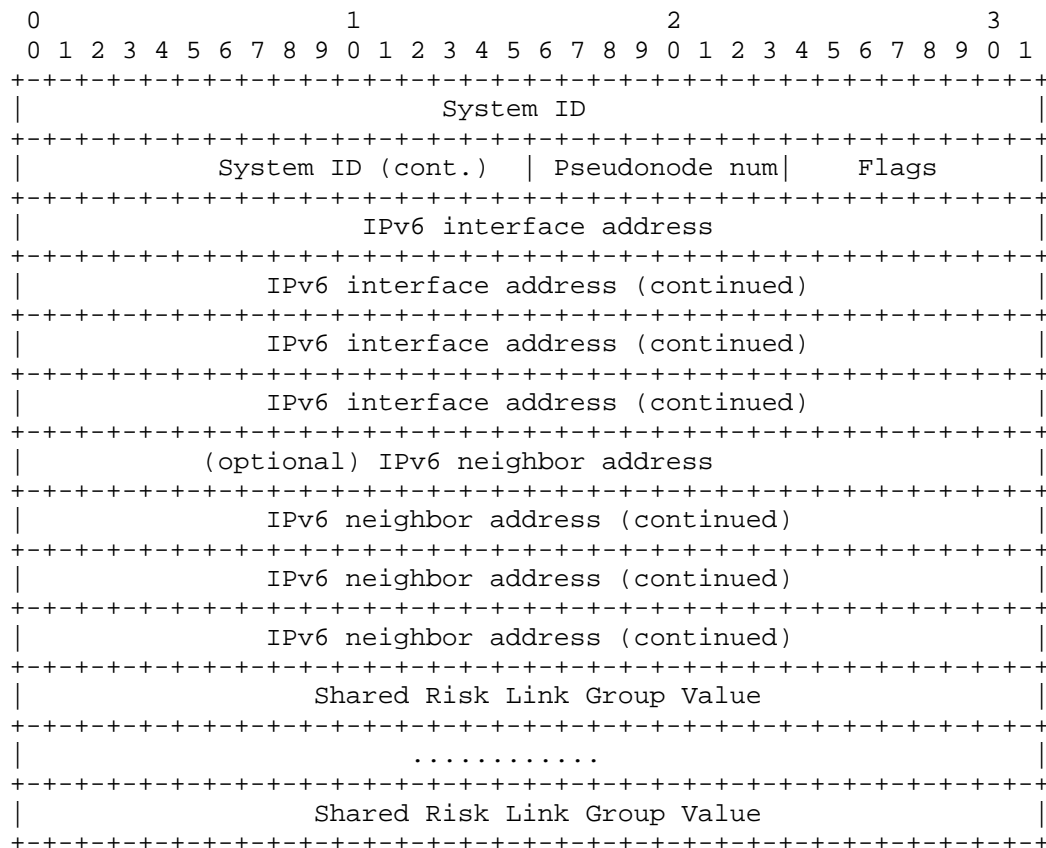 0                   1                   2                   3
 0 1 2 3 4 5 6 7 8 9 0 1 2 3 4 5 6 7 8 9 0 1 2 3 4 5 6 7 8 9 0 1
+-+-+-+-+-+-+-+-+-+-+-+-+-+-+-+-+-+-+-+-+-+-+-+-+-+-+-+-+-+-+-+-+
|                          System ID                            |
+-+-+-+-+-+-+-+-+-+-+-+-+-+-+-+-+-+-+-+-+-+-+-+-+-+-+-+-+-+-+-+-+
|            System ID (cont.)  | Pseudonode num|    Flags      |
+-+-+-+-+-+-+-+-+-+-+-+-+-+-+-+-+-+-+-+-+-+-+-+-+-+-+-+-+-+-+-+-+
|                     IPv6 interface address                    |
+-+-+-+-+-+-+-+-+-+-+-+-+-+-+-+-+-+-+-+-+-+-+-+-+-+-+-+-+-+-+-+-+
|               IPv6 interface address (continued)              |
+-+-+-+-+-+-+-+-+-+-+-+-+-+-+-+-+-+-+-+-+-+-+-+-+-+-+-+-+-+-+-+-+
|               IPv6 interface address (continued)              |
+-+-+-+-+-+-+-+-+-+-+-+-+-+-+-+-+-+-+-+-+-+-+-+-+-+-+-+-+-+-+-+-+
|               IPv6 interface address (continued)              |
+-+-+-+-+-+-+-+-+-+-+-+-+-+-+-+-+-+-+-+-+-+-+-+-+-+-+-+-+-+-+-+-+
|           (optional) IPv6 neighbor address                    |
+-+-+-+-+-+-+-+-+-+-+-+-+-+-+-+-+-+-+-+-+-+-+-+-+-+-+-+-+-+-+-+-+
|               IPv6 neighbor address (continued)               |
+-+-+-+-+-+-+-+-+-+-+-+-+-+-+-+-+-+-+-+-+-+-+-+-+-+-+-+-+-+-+-+-+
|               IPv6 neighbor address (continued)               |
+-+-+-+-+-+-+-+-+-+-+-+-+-+-+-+-+-+-+-+-+-+-+-+-+-+-+-+-+-+-+-+-+
|               IPv6 neighbor address (continued)               |
+-+-+-+-+-+-+-+-+-+-+-+-+-+-+-+-+-+-+-+-+-+-+-+-+-+-+-+-+-+-+-+-+
|                  Shared Risk Link Group Value                 |
+-+-+-+-+-+-+-+-+-+-+-+-+-+-+-+-+-+-+-+-+-+-+-+-+-+-+-+-+-+-+-+-+
|                        ............                           |
+-+-+-+-+-+-+-+-+-+-+-+-+-+-+-+-+-+-+-+-+-+-+-+-+-+-+-+-+-+-+-+-+
|                  Shared Risk Link Group Value                 |
+-+-+-+-+-+-+-+-+-+-+-+-+-+-+-+-+-+-+-+-+-+-+-+-+-+-+-+-+-+-+-+-+